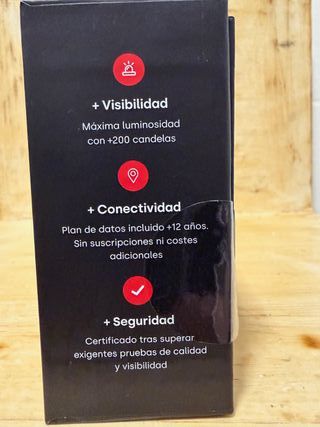 + Visibilidad
Máxima luminosidad
con +200 candelas
+ Conectividad
Plan de datos incluido +12 años.
Sin suscripciones ni costes
adicionales
+ Seguridad
Certificado tras superar
exigentes pruebas de calidad
y visibilidad